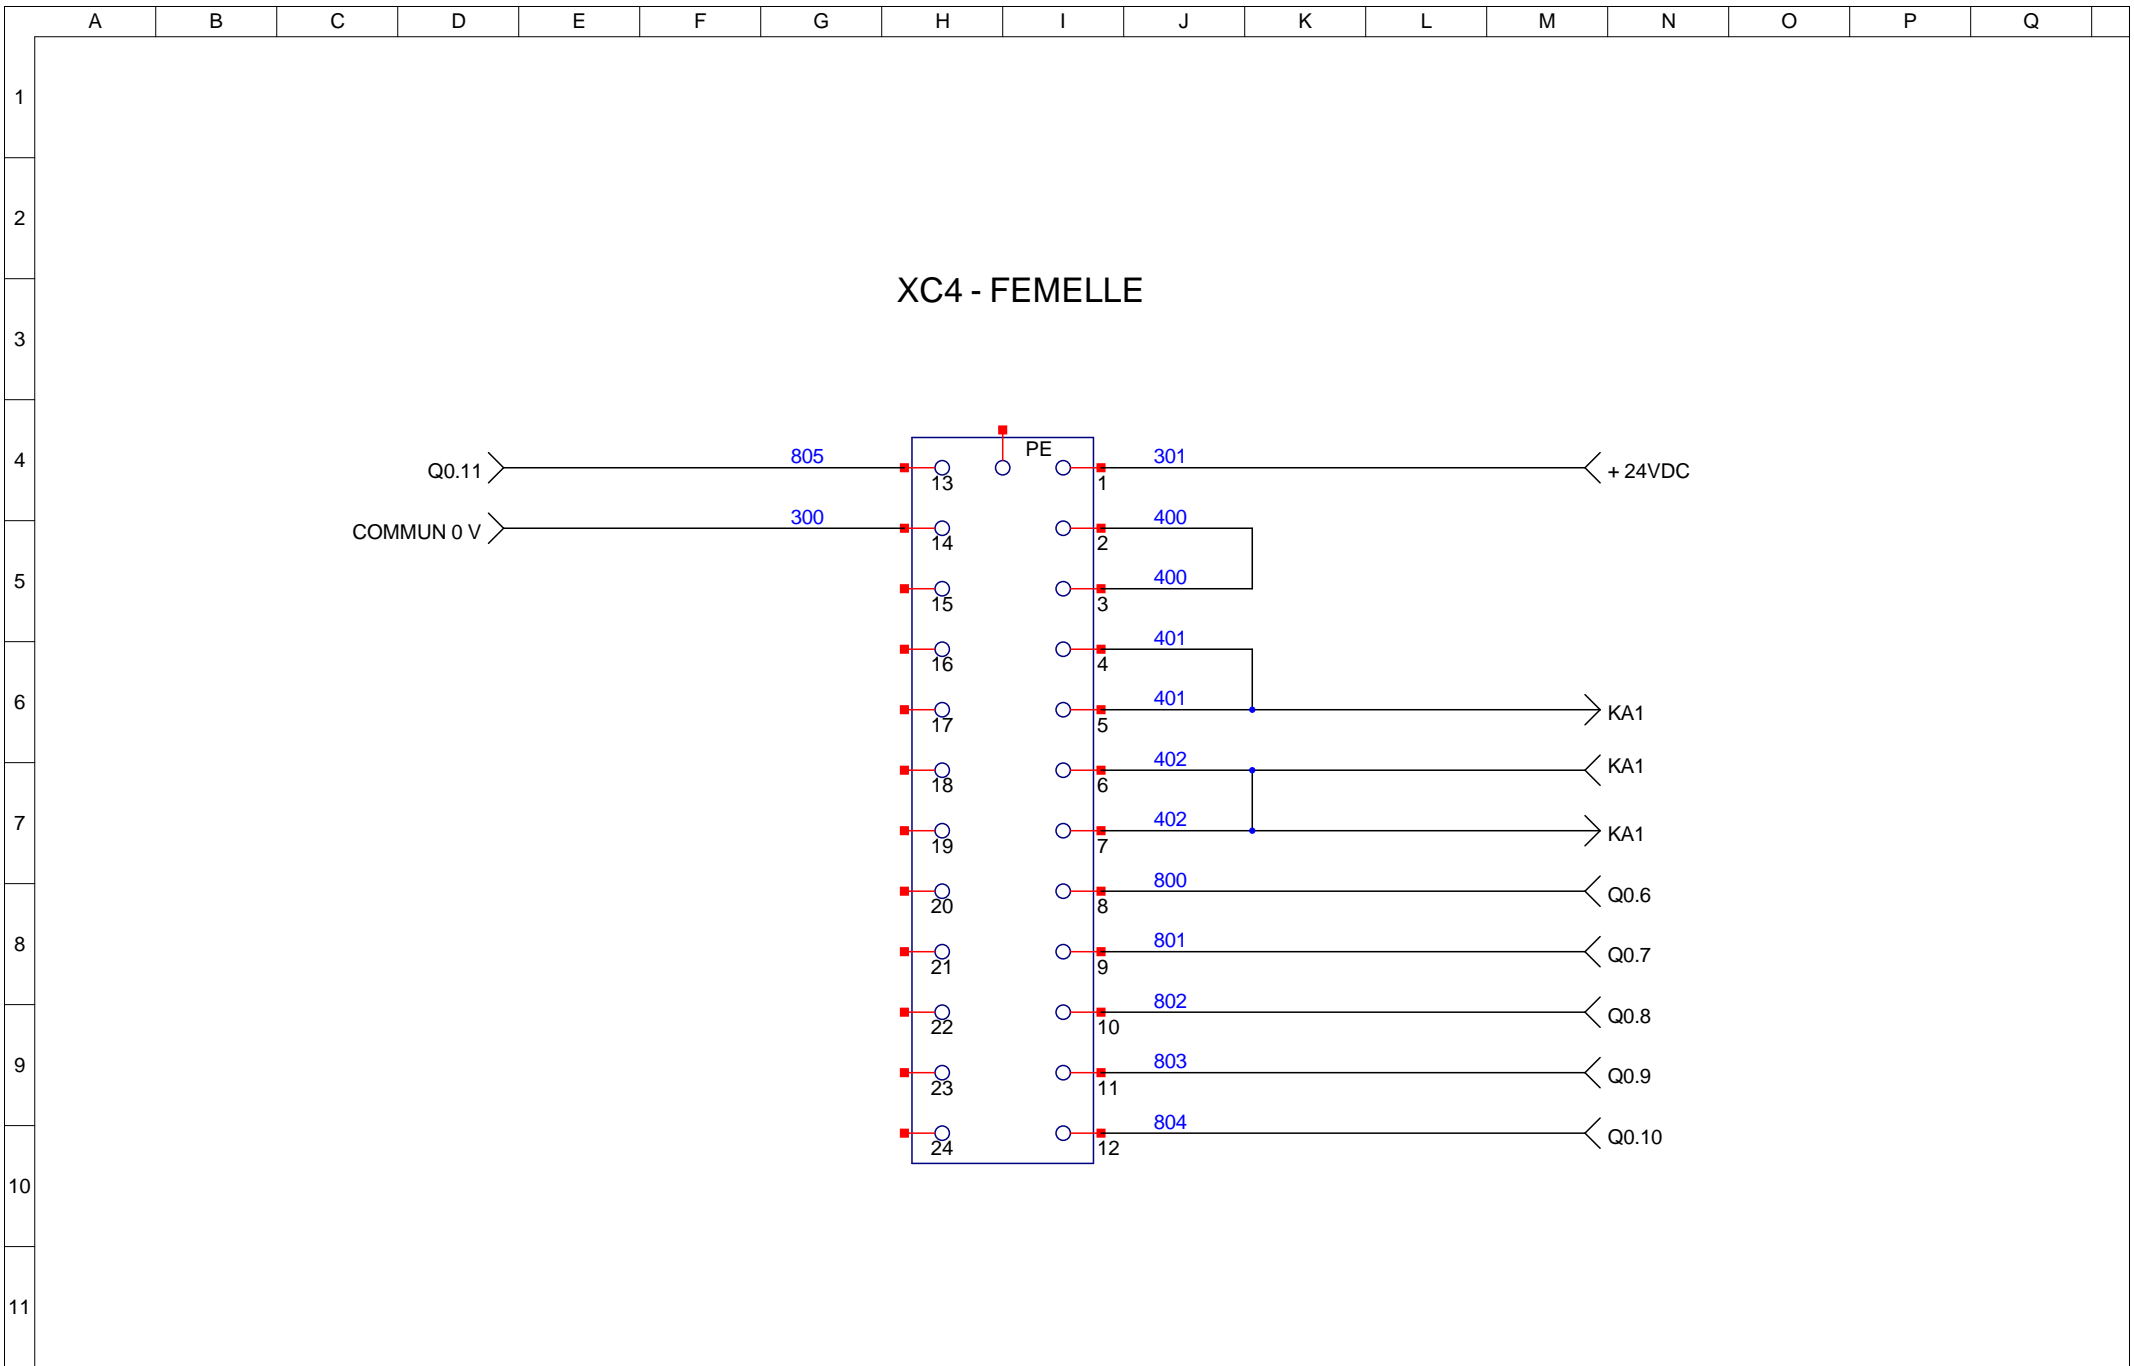 A B C D E F G H I J K L M N O P Q
1
2
XC4 - FEMELLE
3
PE
4 Q0.11 805 13 1 301 + 24VDC
COMMUN 0 V 300 14 2 400
5 15 3 400
16 4 401
6 17 5 401 KA1
18 6 402 KA1
7 19 7 402 KA1
20 8 800 Q0.6
8 21 9 801 Q0.7
22 10 802 Q0.8
9 23 11 803 Q0.9
24 12 804 Q0.10
10
11